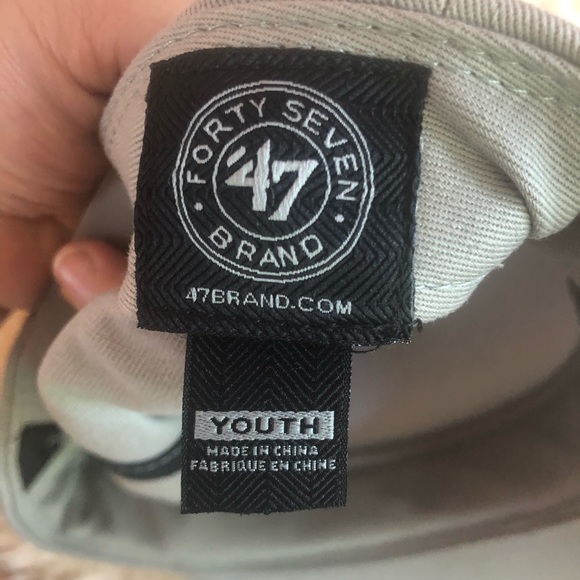 FORTY SEVEN
'47
BRAND
47BRAND.COM
YOUTH
MADE IN CHINA
FABRIQUE EN CHINE